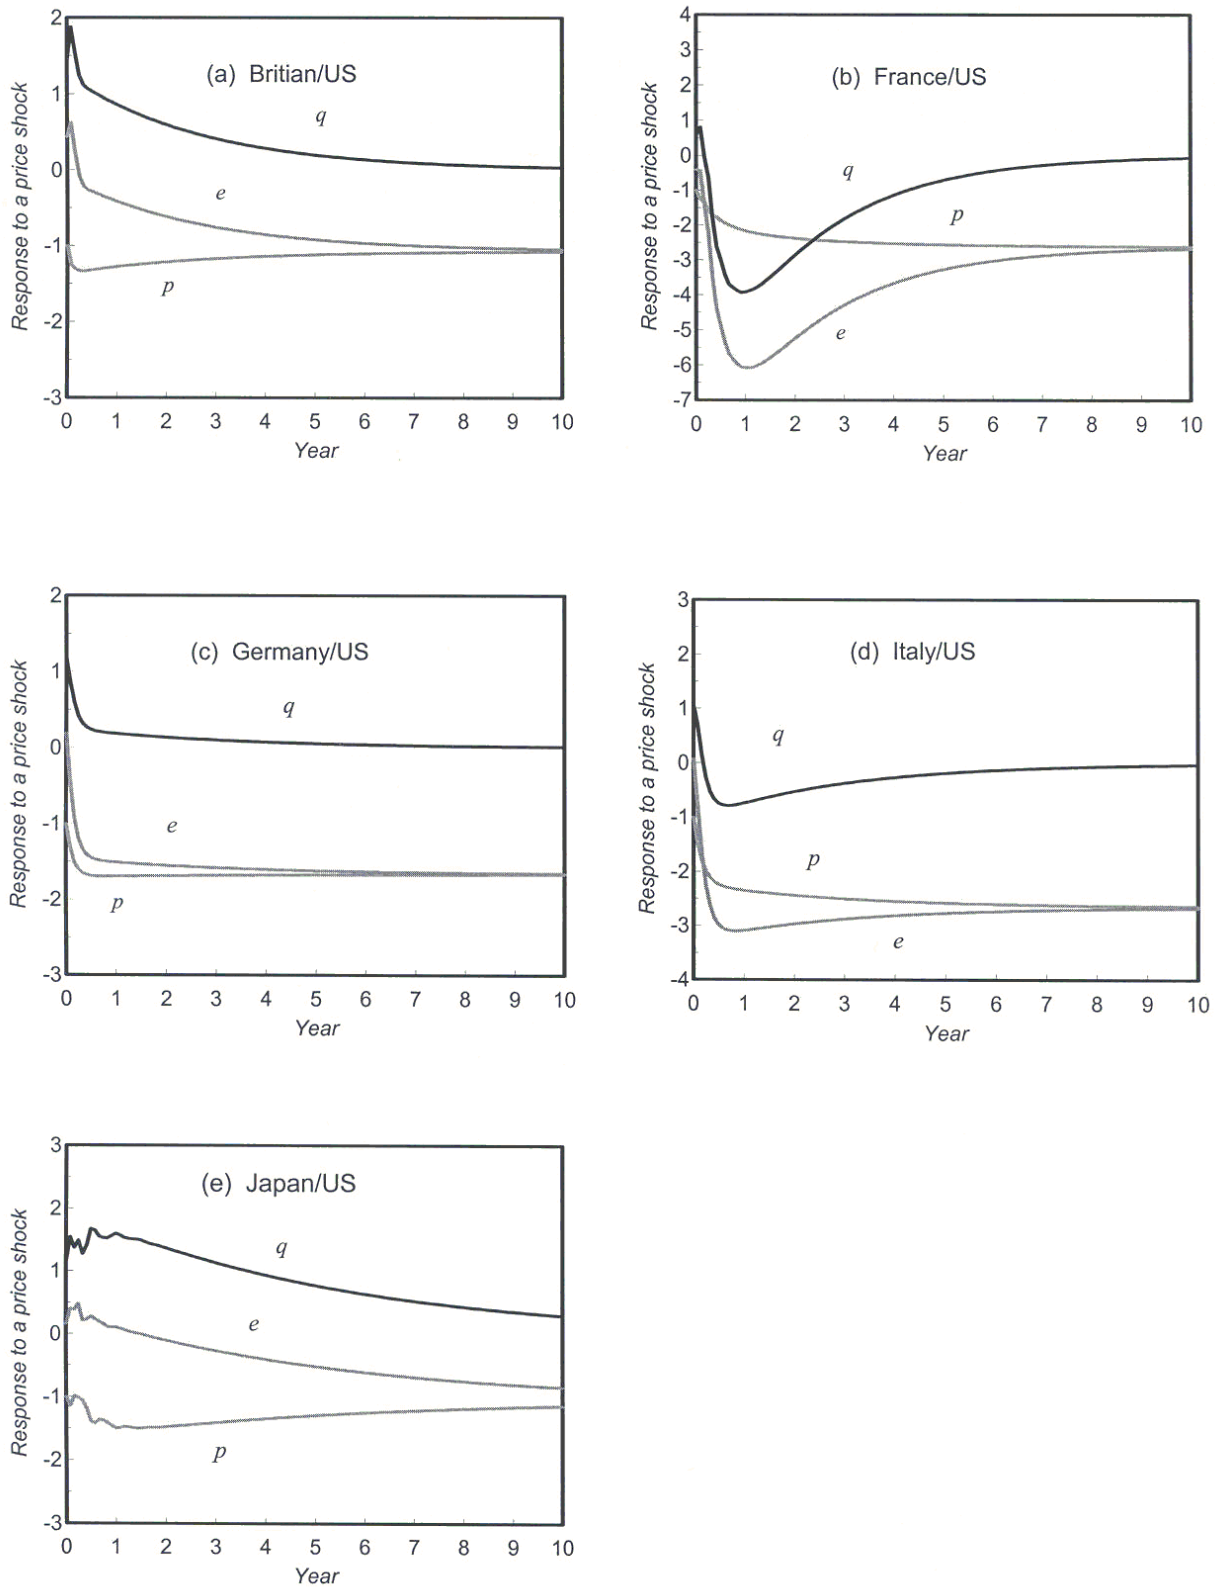 (a) Britian/US
Response to a price shock
2
1
0
-1
-2
-3
q
e
p
0 1 2 3 4 5 6 7 8 9 10
Year
(b) France/US
Response to a price shock
4
3
2
1
0
-1
-2
-3
-4
-5
-6
-7
q
p
e
0 1 2 3 4 5 6 7 8 9 10
Year
(c) Germany/US
Response to a price shock
2
1
0
-1
-2
-3
q
e
p
0 1 2 3 4 5 6 7 8 9 10
Year
(d) Italy/US
Response to a price shock
3
2
1
0
-1
-2
-3
-4
q
p
e
0 1 2 3 4 5 6 7 8 9 10
Year
(e) Japan/US
Response to a price shock
3
2
1
0
-1
-2
-3
q
e
p
0 1 2 3 4 5 6 7 8 9 10
Year